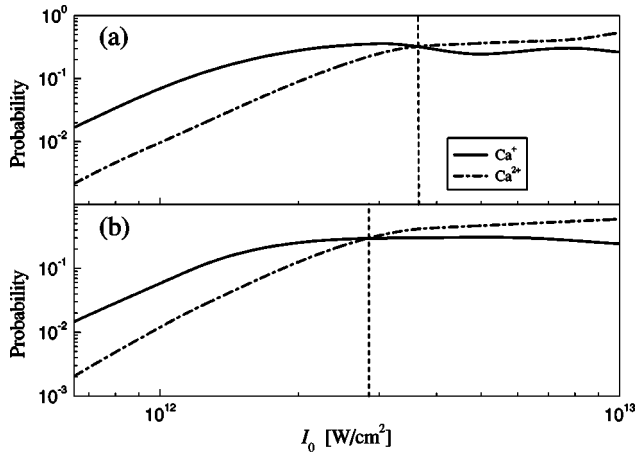 10⁰
(a)
10⁻¹
Probability
10⁻²
Ca⁺
Ca²⁺
(b)
10⁻¹
Probability
10⁻²
10⁻³
10¹²
10¹³
I₀ [W/cm²]